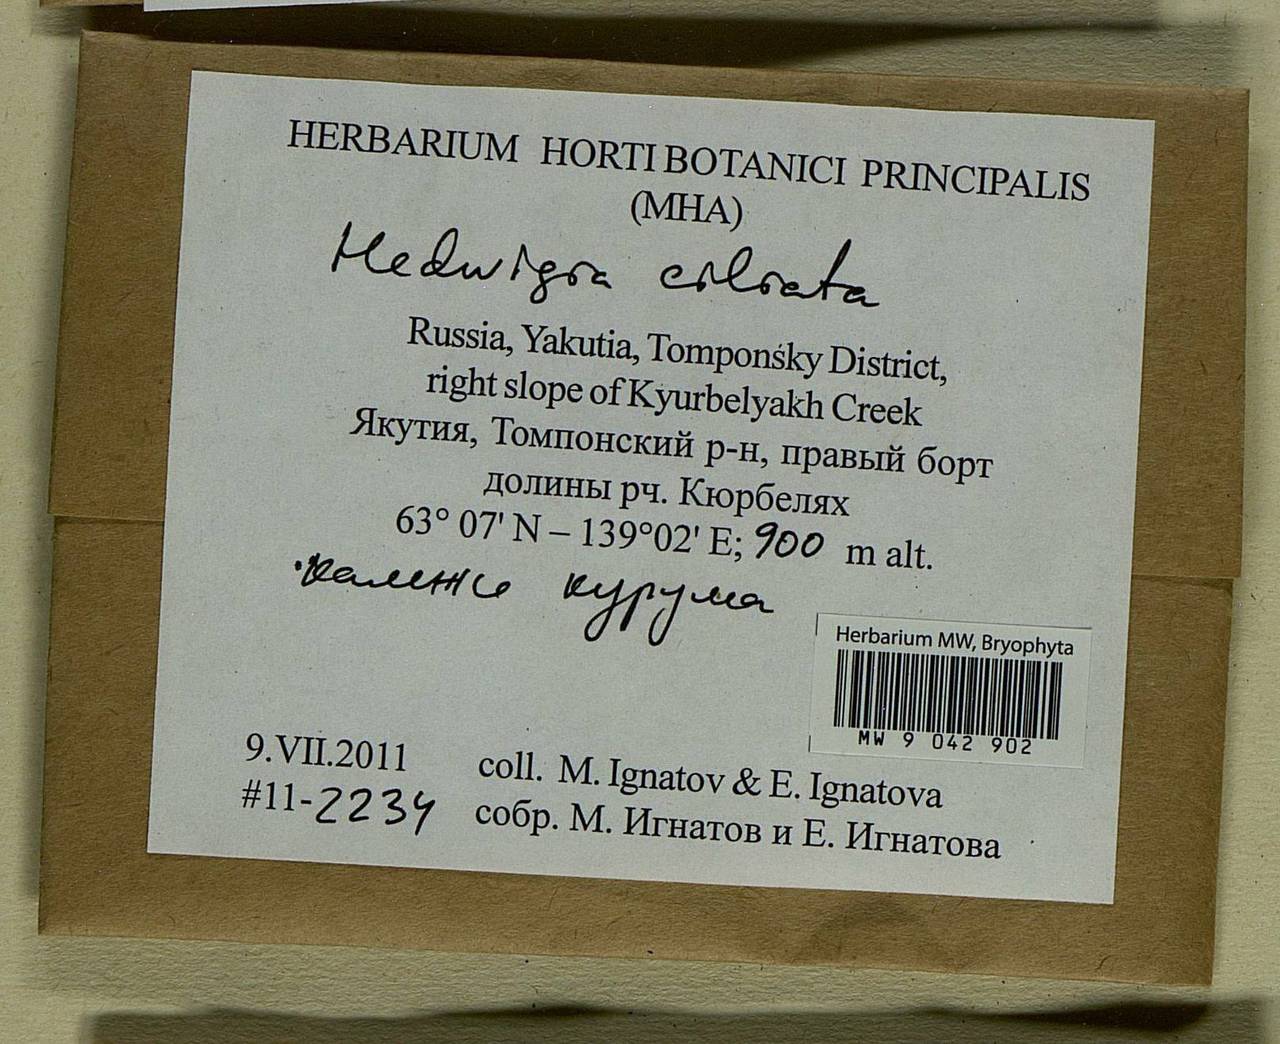 HERBARIUM HORTI BOTANICI PRINCIPALIS
(MHA)
Hedwigia ciliata
Russia, Yakutia, Tomponsky District,
right slope of Kyurbelyakh Creek
Якутия, Томпонский р-н, правый борт
долины рч. Кюрбелях
63° 07' N – 139°02' E; 900 m alt.
курума
Herbarium MW, Bryophyta
MW 9 042 902
9.VII.2011 coll. M. Ignatov & E. Ignatova
#11-2234 собр. М. Игнатов и Е. Игнатова